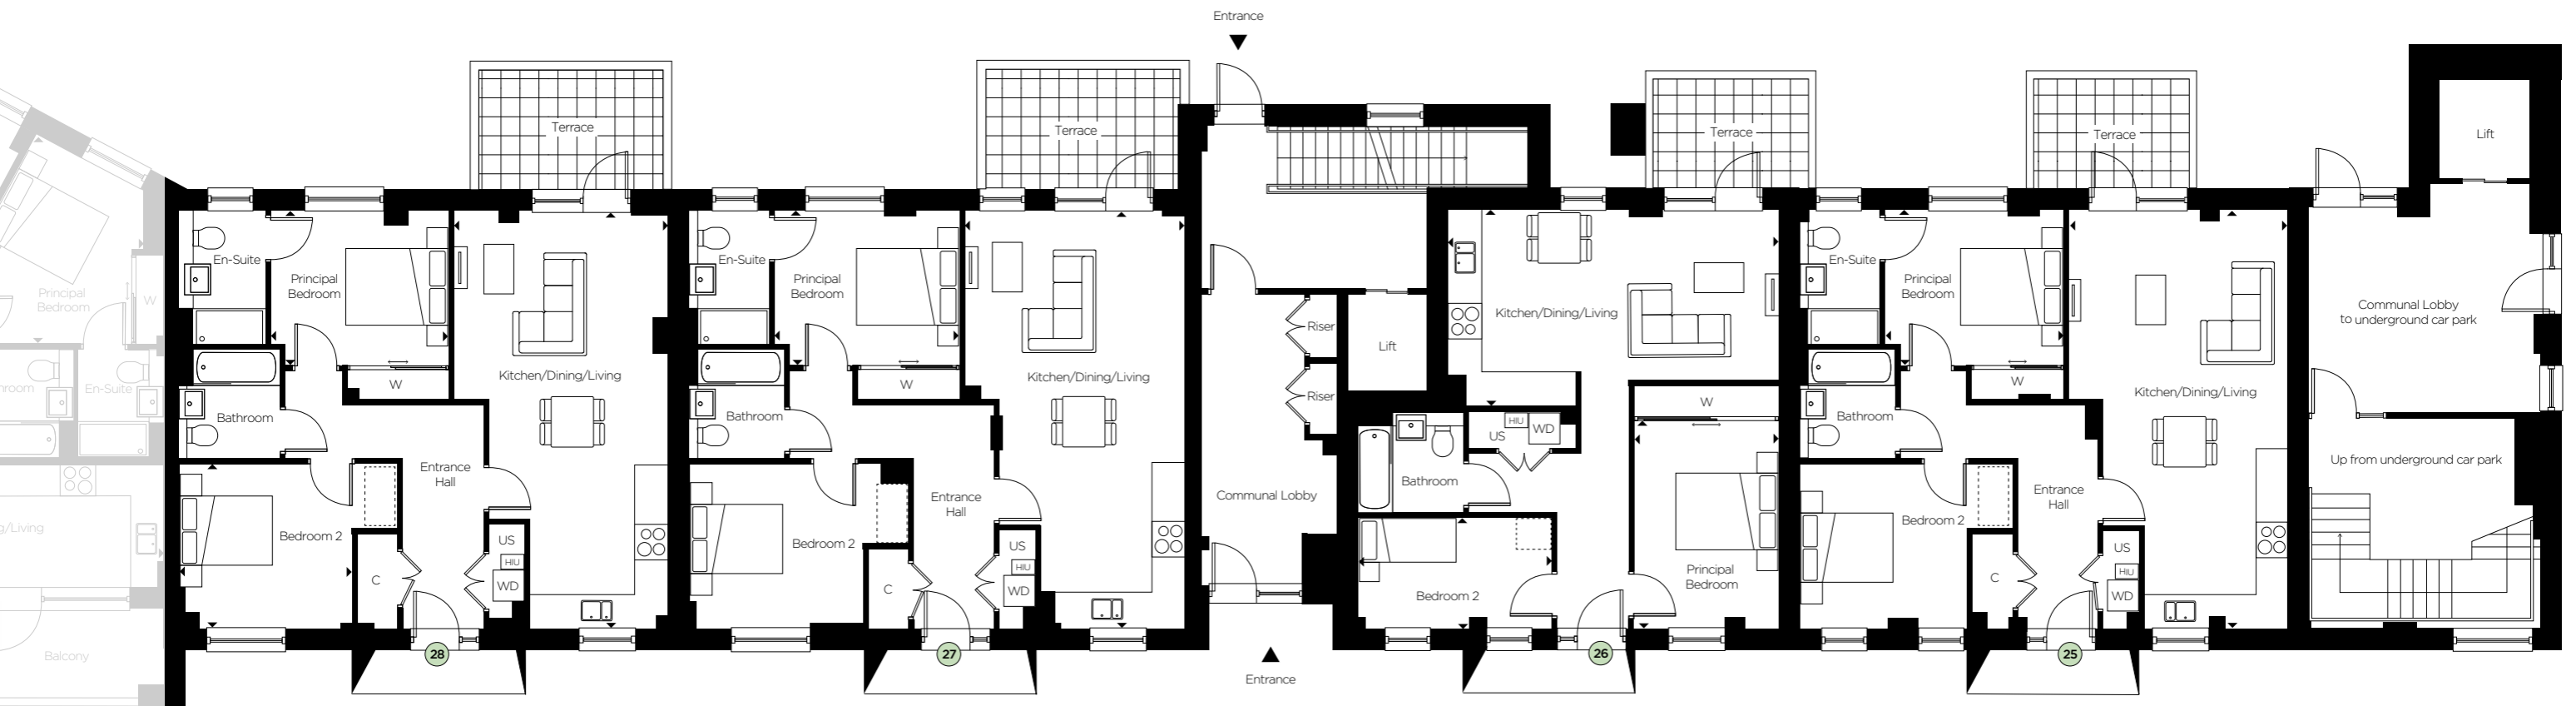 Entrance
Terrace
Terrace
Terrace
Terrace
Lift
En-Suite
Principal
Bedroom
Kitchen/Dining/Living
W
Bathroom
Entrance
Hall
Bedroom 2
C
US
HIU
WD
28
En-Suite
Principal
Bedroom
Kitchen/Dining/Living
W
Bathroom
Entrance
Hall
Bedroom 2
C
US
HIU
WD
27
Riser
Riser
Lift
Communal Lobby
Entrance
Kitchen/Dining/Living
W
HIU
US
WD
Bathroom
Bedroom 2
Principal
Bedroom
26
En-Suite
Principal
Bedroom
Kitchen/Dining/Living
W
Bathroom
Entrance
Hall
Bedroom 2
C
US
HIU
WD
25
Communal Lobby
to underground car park
Up from underground car park
Principal
Bedroom
W
En-Suite
hroom
g/Living
Balcony